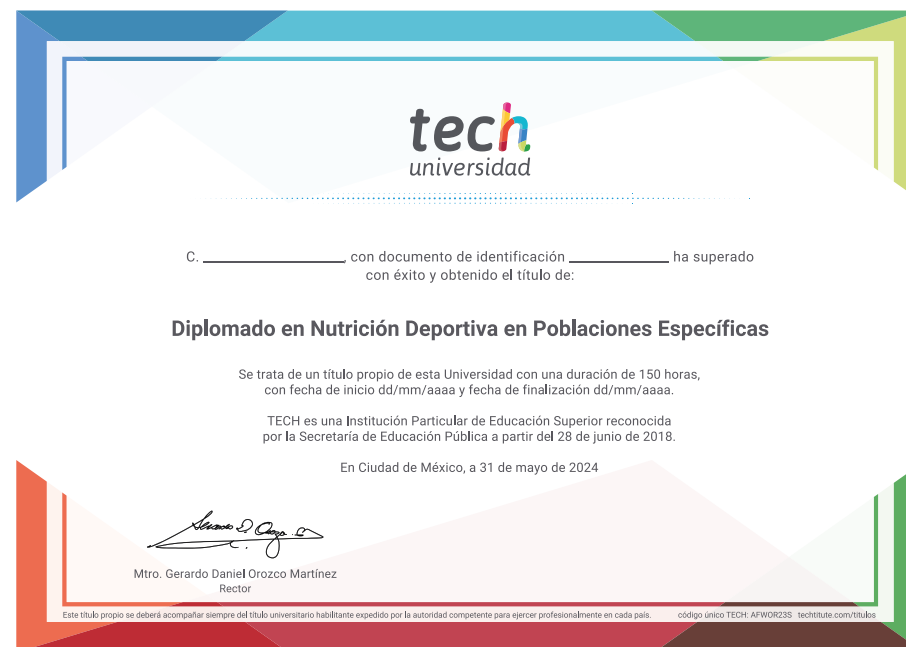 tech
universidad
C. ____________, con documento de identificación ____________ ha superado
con éxito y obtenido el título de:
Diplomado en Nutrición Deportiva en Poblaciones Específicas
Se trata de un título propio de esta Universidad con una duración de 150 horas,
con fecha de inicio dd/mm/aaaa y fecha de finalización dd/mm/aaaa.
TECH es una Institución Particular de Educación Superior reconocida
por la Secretaría de Educación Pública a partir del 28 de junio de 2018.
En Ciudad de México, a 31 de mayo de 2024
Mtro. Gerardo Daniel Orozco Martínez
Rector
Este título propio se deberá acompañar siempre del título universitario habilitante expedido por la autoridad competente para ejercer profesionalmente en cada país. código único TECH: AFWOR23S techtitute.com/titulos